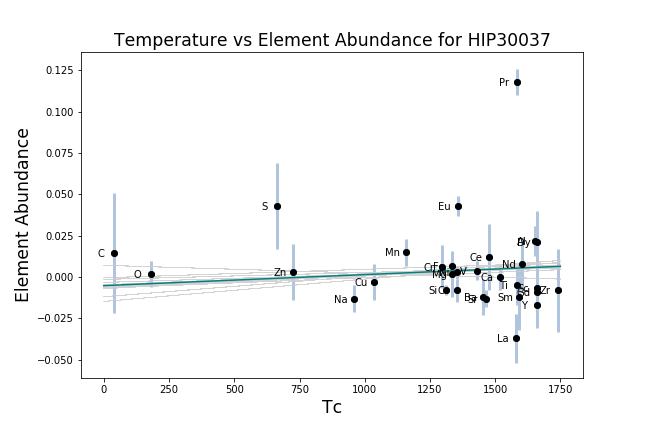 Temperature vs Element Abundance for HIP30037
0.125
0.100
0.075
0.050
0.025
0.000
−0.025
−0.050
Element Abundance
Pr
S
Eu
C
O
Zn
Mn
Cu
Na
Ce
Nd
V
Ca
Ti
Si
Sm
Zr
Y
La
0
250
500
750
1000
1250
1500
1750
Tc